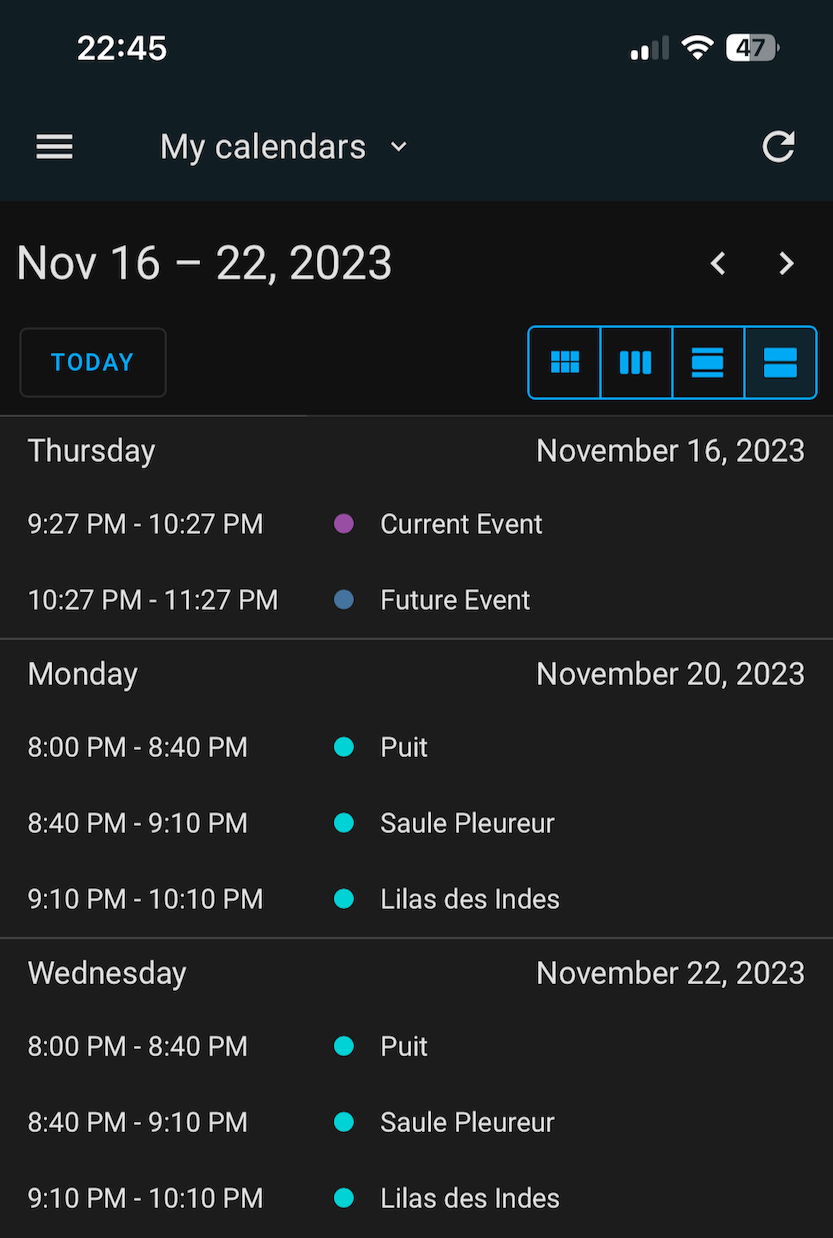 22:45 47
My calendars
Nov 16 – 22, 2023
TODAY
Thursday November 16, 2023
9:27 PM - 10:27 PM Current Event
10:27 PM - 11:27 PM Future Event
Monday November 20, 2023
8:00 PM - 8:40 PM Puit
8:40 PM - 9:10 PM Saule Pleureur
9:10 PM - 10:10 PM Lilas des Indes
Wednesday November 22, 2023
8:00 PM - 8:40 PM Puit
8:40 PM - 9:10 PM Saule Pleureur
9:10 PM - 10:10 PM Lilas des Indes